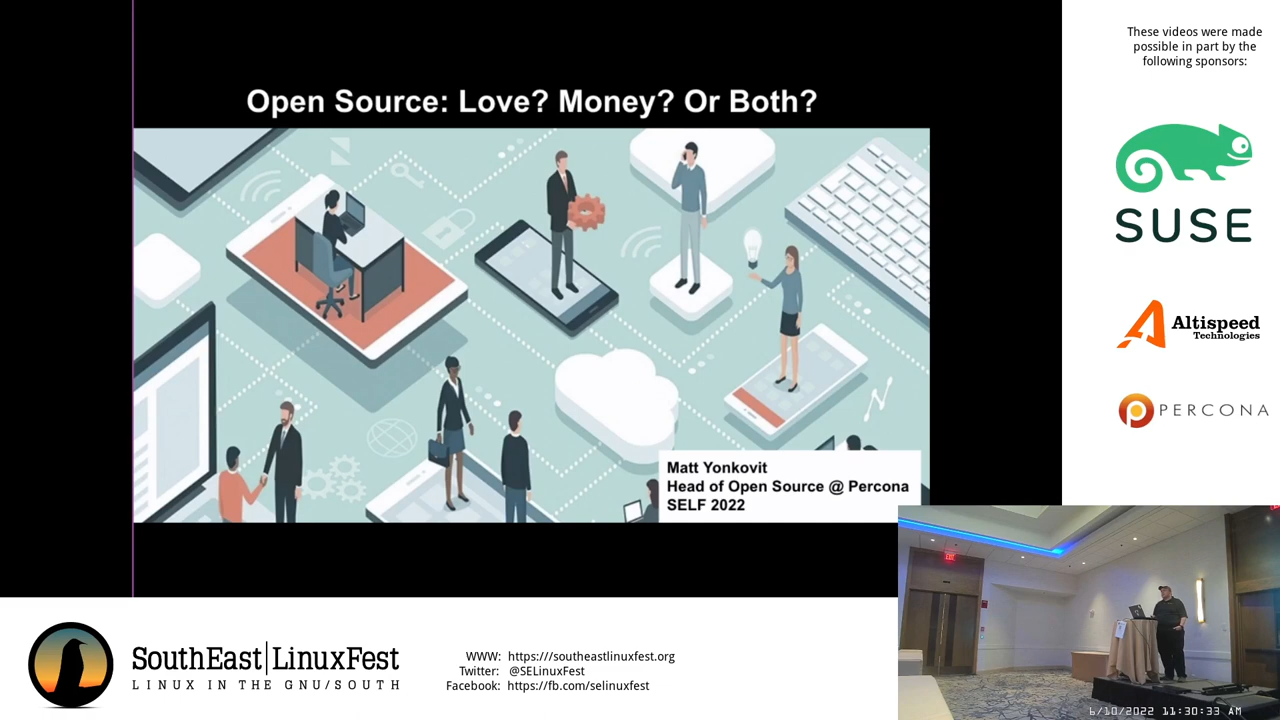 Open Source: Love? Money? Or Both?
Matt Yonkovit
Head of Open Source @ Percona
SELF 2022
These videos were made
possible in part by the
following sponsors:
SUSE
Altispeed
Technologies
PERCONA
SouthEast|LinuxFest
LINUX IN THE GNU/SOUTH
WWW: https://southeastlinuxfest.org
Twitter: @SELinuxFest
Facebook: https://fb.com/selinuxfest
EXIT
6/10/2022 11:30:33 AM